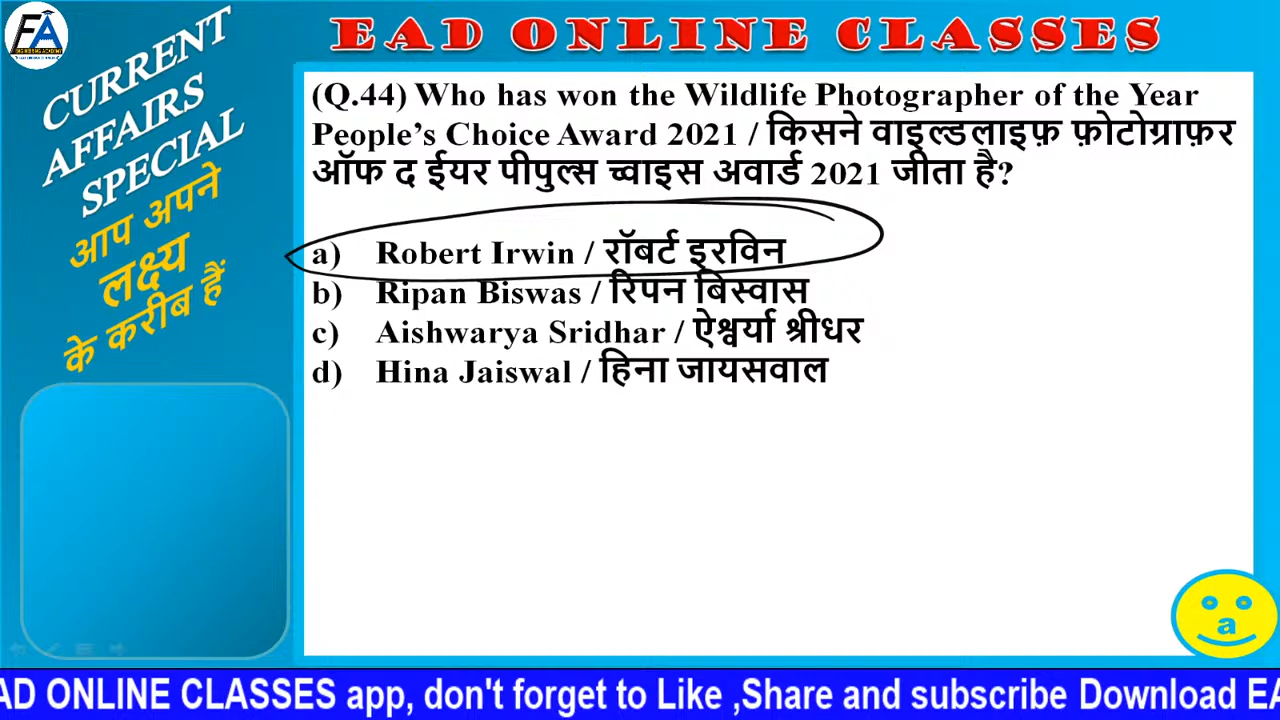 FA
ENGINEERING ACADEMY
EAD ONLINE CLASSES
CURRENT
AFFAIRS
SPECIAL
आप अपने
लक्ष्य
के करीब हैं
(Q.44) Who has won the Wildlife Photographer of the Year
People’s Choice Award 2021 / किसने वाइल्डलाइफ़ फ़ोटोग्राफ़र
ऑफ द ईयर पीपुल्स च्वाइस अवार्ड 2021 जीता है?
a) Robert Irwin / रॉबर्ट इरविन
b) Ripan Biswas / रिपन बिस्वास
c) Aishwarya Sridhar / ऐश्वर्या श्रीधर
d) Hina Jaiswal / हिना जायसवाल
a
AD ONLINE CLASSES app, don't forget to Like ,Share and subscribe Download EA